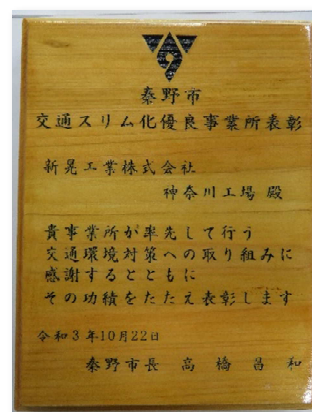 秦野市
交通スリム化優良事業所表彰
新晃工業株式会社
神奈川工場 殿
貴事業所が率先して行う
交通環境対策への取り組みに
感謝するとともに
その功績をたたえ表彰します
令和3年10月22日
秦野市長 高橋昌和